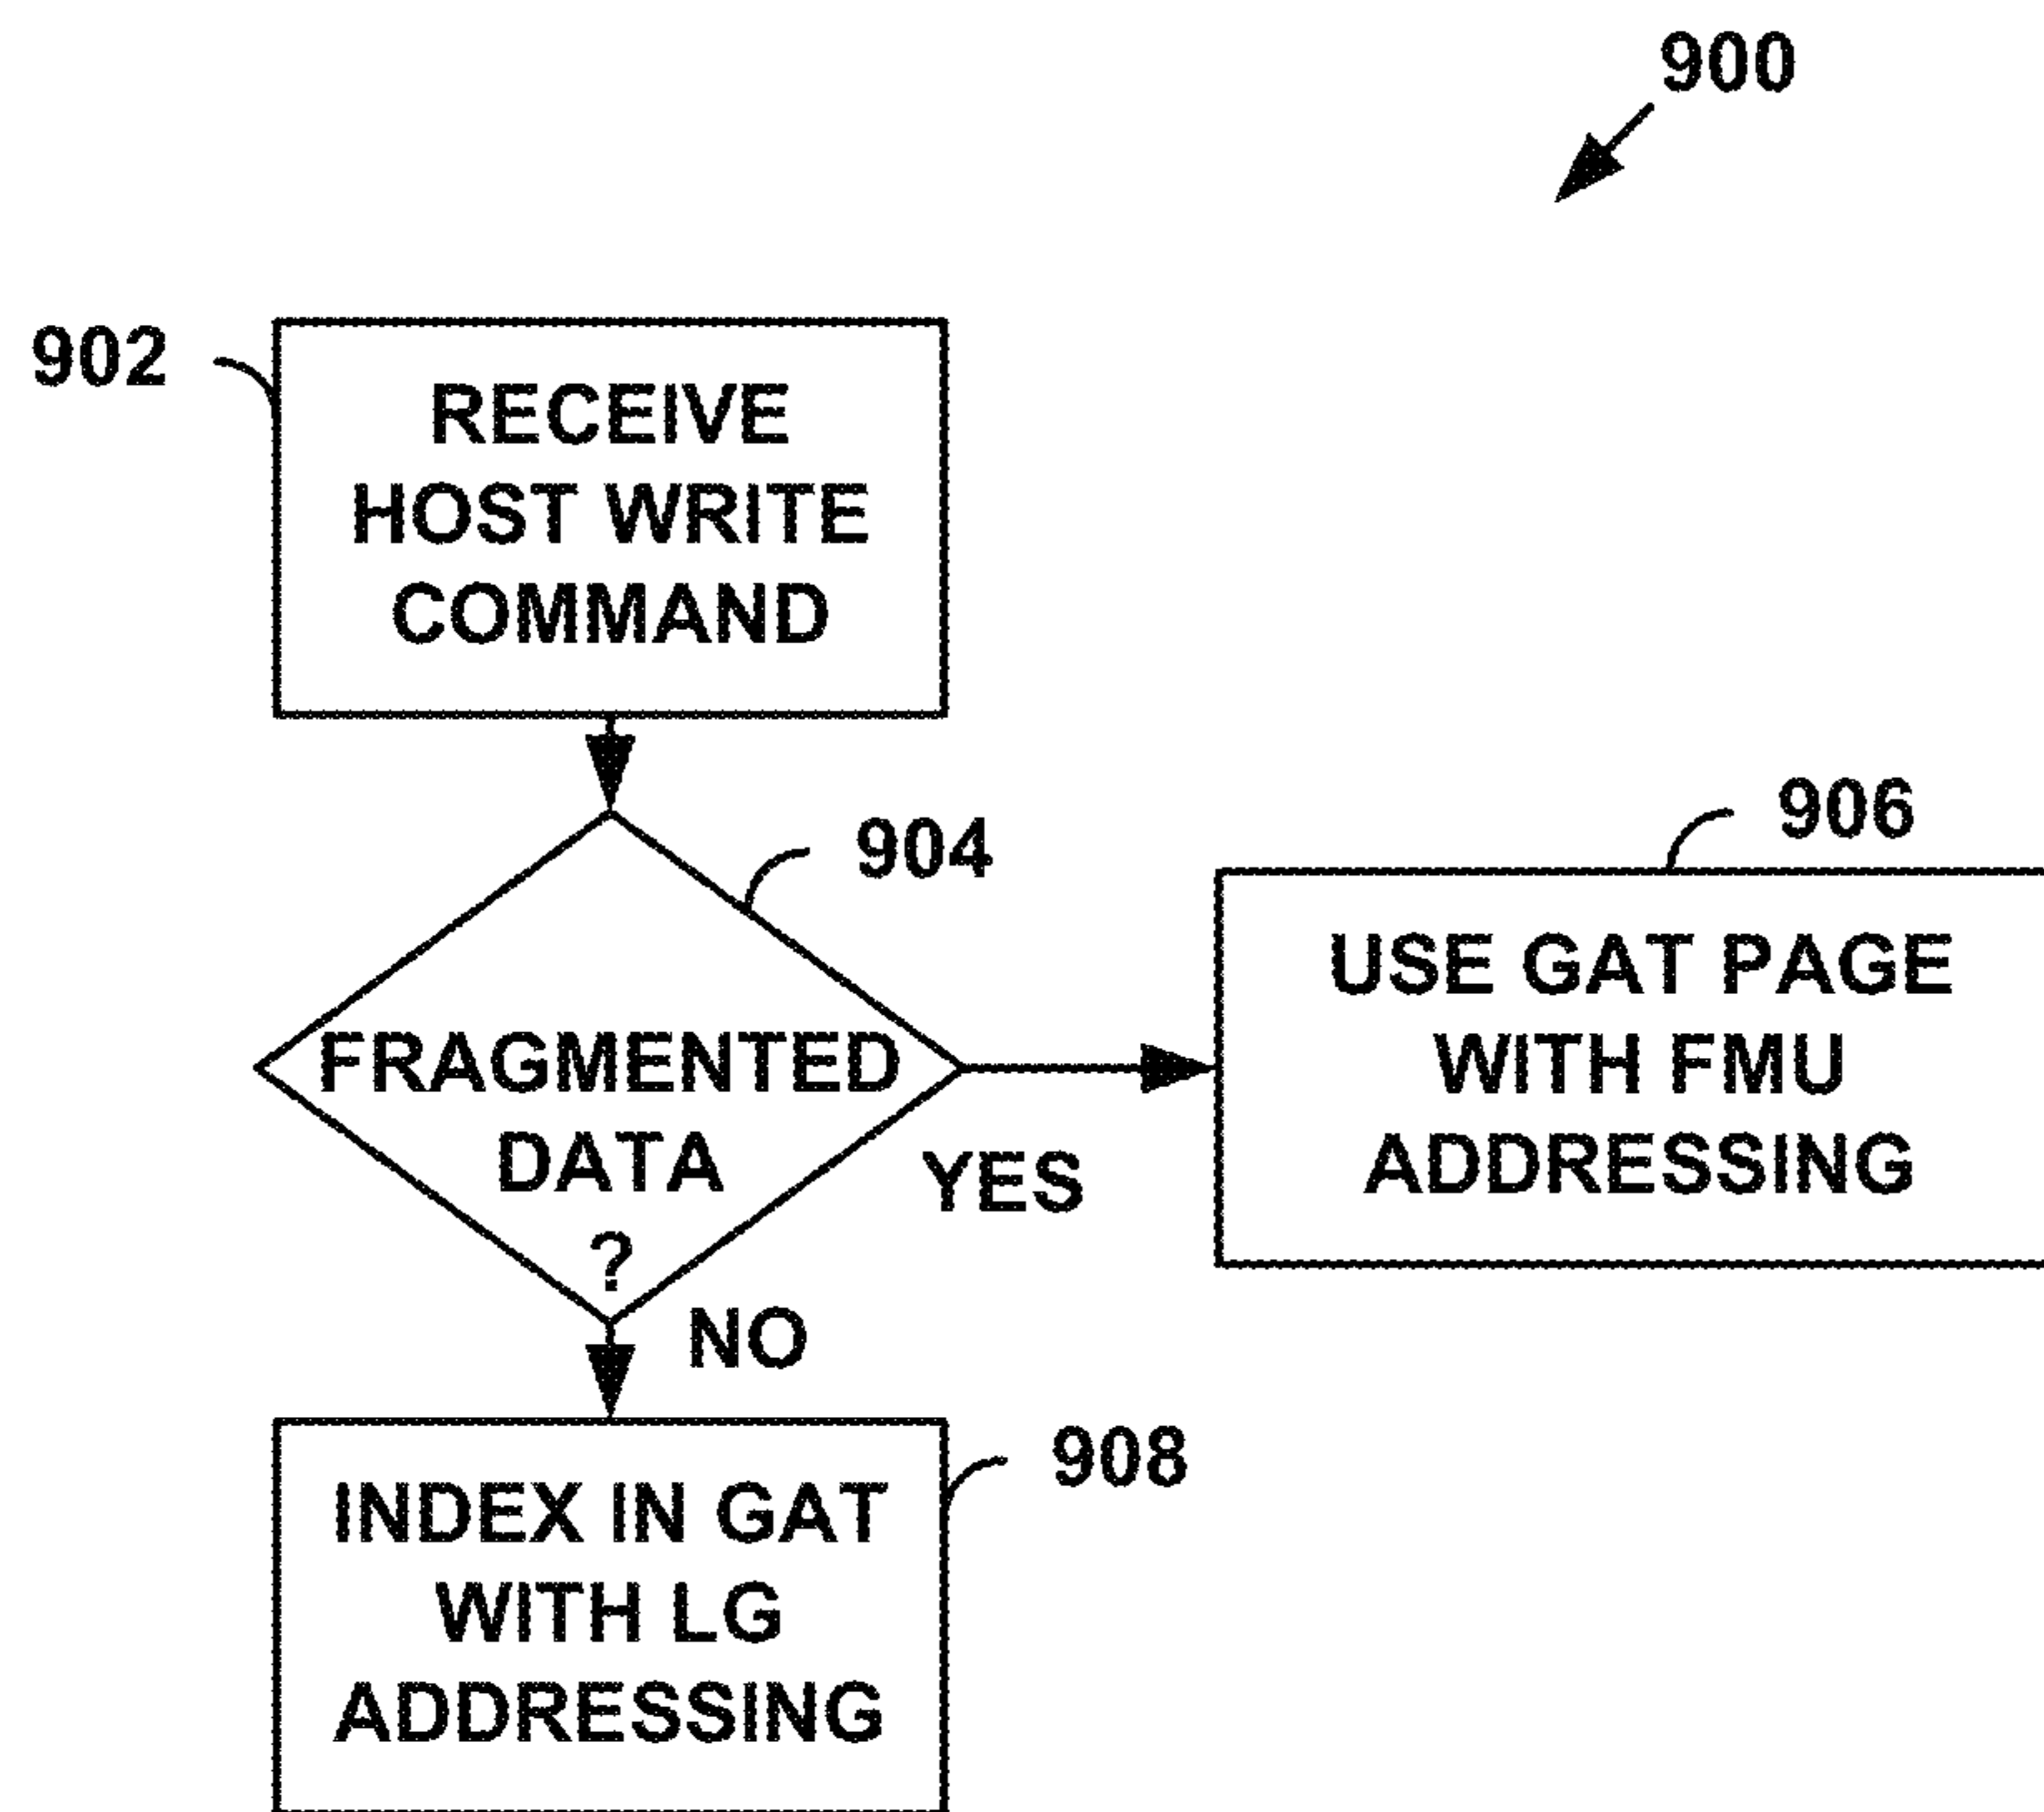 900
902
RECEIVE
HOST WRITE
COMMAND
904
FRAGMENTED
DATA
?
YES
906
USE GAT PAGE
WITH FMU
ADDRESSING
NO
908
INDEX IN GAT
WITH LG
ADDRESSING